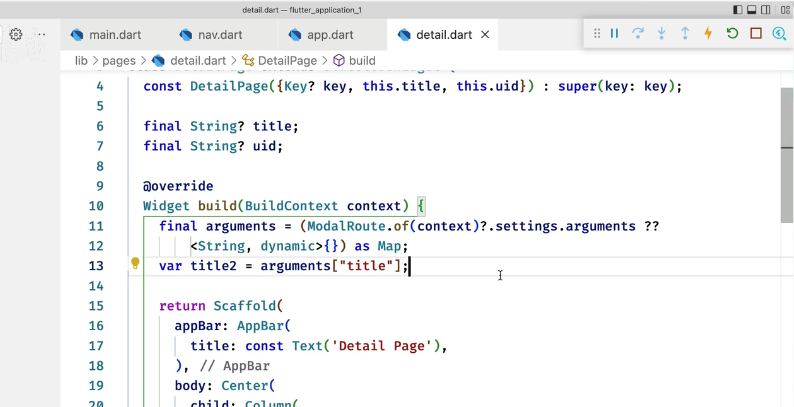 detail.dart — flutter_application_1
main.dart nav.dart app.dart detail.dart
lib > pages > detail.dart > DetailPage > build
4 const DetailPage({Key? key, this.title, this.uid}) : super(key: key);
5
6 final String? title;
7 final String? uid;
8
9 @override
10 Widget build(BuildContext context) {
11 final arguments = (ModalRoute.of(context)?.settings.arguments ??
12 <String, dynamic>{}) as Map;
13 var title2 = arguments["title"];
14
15 return Scaffold(
16 appBar: AppBar(
17 title: const Text('Detail Page'),
18 ), // AppBar
19 body: Center(
20 child: Column(